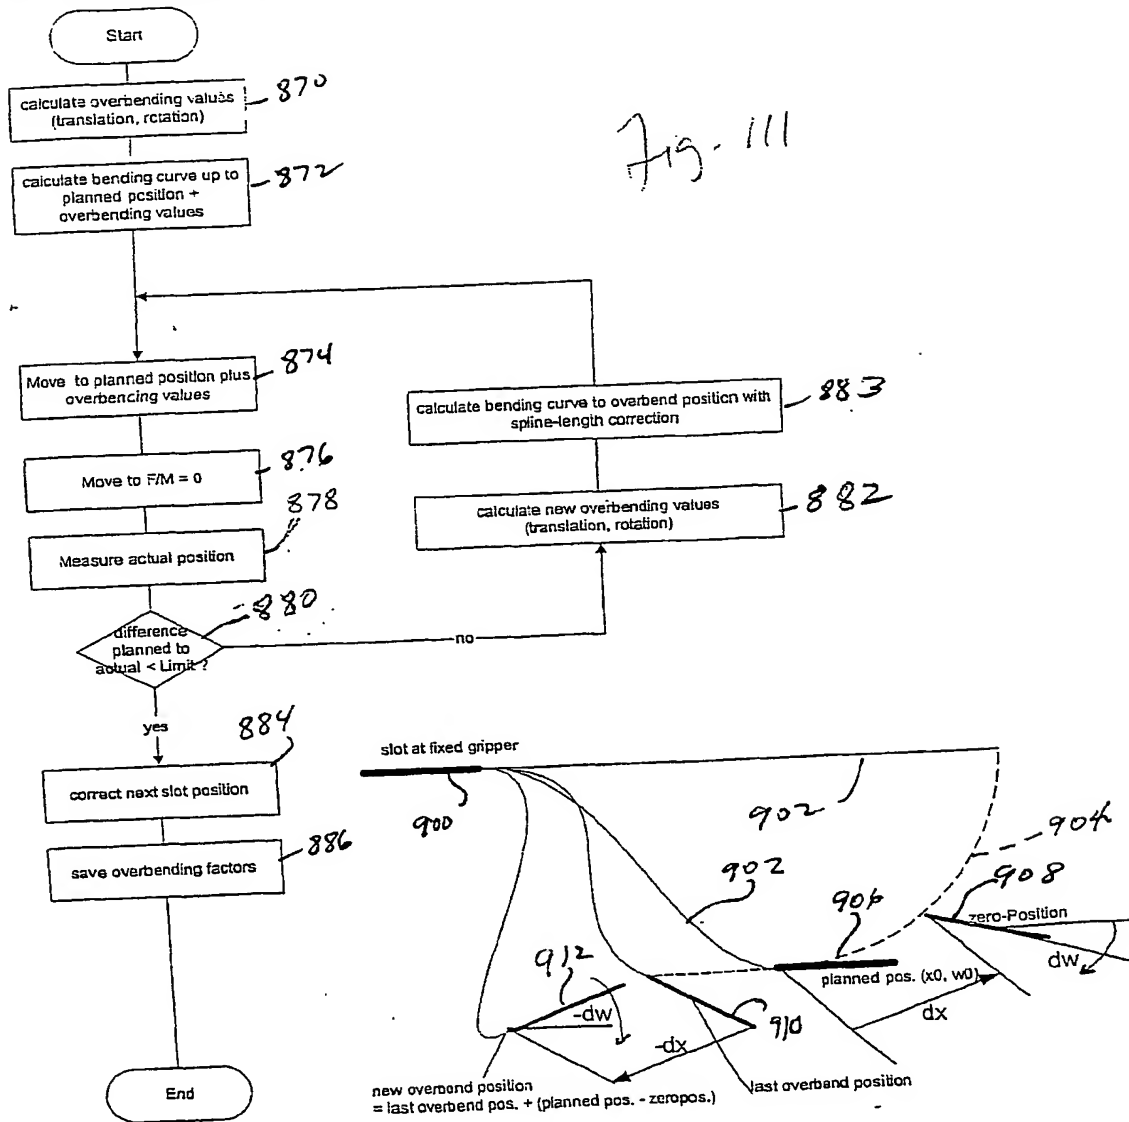 Start
calculate overbending values
(translation, rotation)
870
Fig. 111
calculate bending curve up to
planned position +
overbending values
872
Move to planned position plus
overbending values
874
calculate bending curve to overbend position with
spline-length correction
883
Move to F/M = 0
876
calculate new overbending values
(translation, rotation)
882
Measure actual position
878
difference
planned to
actual < Limit ?
880
no
yes
correct next slot position
884
save overbending factors
886
End
slot at fixed gripper
900
902
904
902
906
908
zero-Position
dw
planned pos. (x0, w0)
dx
912
-dw
910
-dx
last overbend position
new overbend position
= last overbend pos. + (planned pos. - zeropos.)